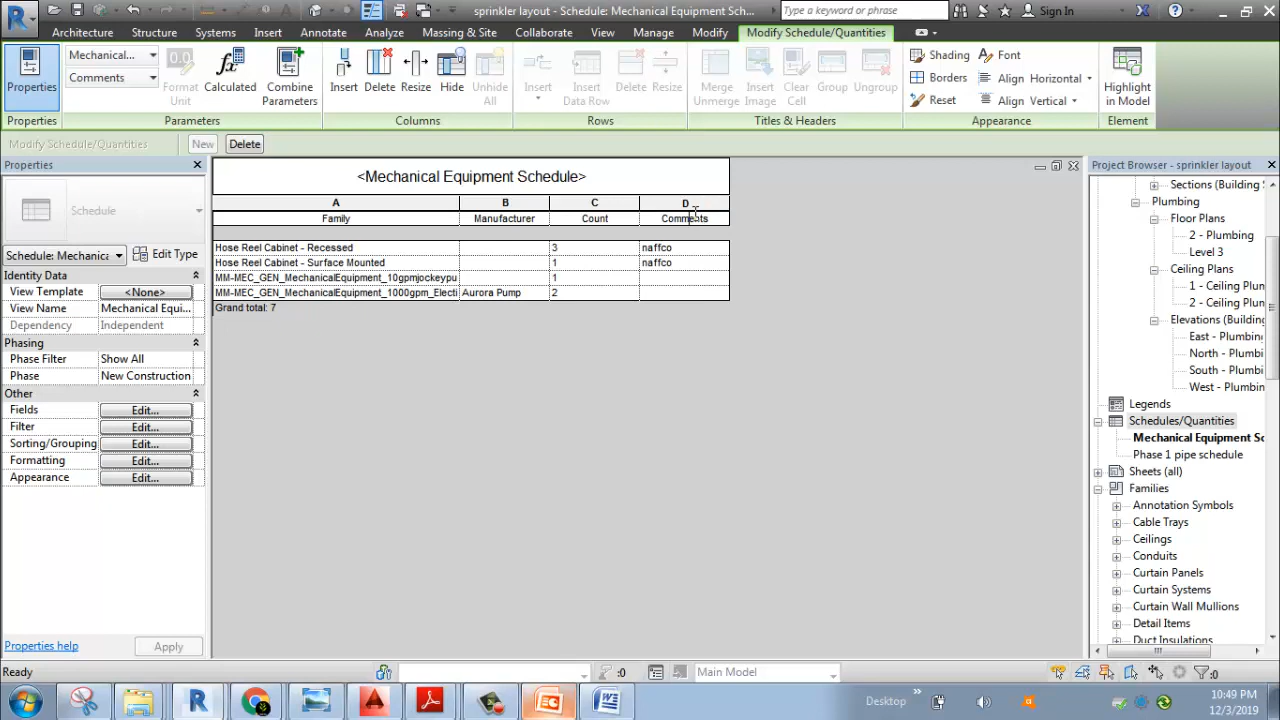 sprinkler layout - Schedule: Mechanical Equipment Sc...
Type a keyword or phrase
Sign In
Architecture Structure Systems Insert Annotate Analyze Massing & Site Collaborate View Manage Modify Modify Schedule/Quantities
Mechanical...
Comments
Properties
Format Unit
Calculated
Combine Parameters
Insert
Delete
Resize
Hide
Unhide All
Insert
Insert Data Row
Delete
Resize
Merge Unmerge
Insert Image
Clear Cell
Group
Ungroup
Shading
Borders
Reset
Font
Align Horizontal
Align Vertical
Highlight in Model
Properties Parameters Columns Rows Titles & Headers Appearance Element
Modify Schedule/Quantities New Delete
Properties
Schedule
Schedule: Mechanica
Edit Type
Identity Data
View Template <None>
View Name Mechanical Equi...
Dependency Independent
Phasing
Phase Filter Show All
Phase New Construction
Other
Fields Edit...
Filter Edit...
Sorting/Grouping Edit...
Formatting Edit...
Appearance Edit...
Properties help
Apply
<Mechanical Equipment Schedule>
A B C D
Family Manufacturer Count Comments
Hose Reel Cabinet - Recessed 3 naffco
Hose Reel Cabinet - Surface Mounted 1 naffco
MM-MEC_GEN_MechanicalEquipment_10gpmjockeypu 1
MM-MEC_GEN_MechanicalEquipment_1000gpm_Electi Aurora Pump 2
Grand total: 7
Project Browser - sprinkler layout
Sections (Building
Plumbing
Floor Plans
2 - Plumbing
Level 3
Ceiling Plans
1 - Ceiling Plun
2 - Ceiling Plun
Elevations (Building
East - Plumbing
North - Plumbi
South - Plumbi
West - Plumbin
Legends
Schedules/Quantities
Mechanical Equipment Sc
Phase 1 pipe schedule
Sheets (all)
Families
Annotation Symbols
Cable Trays
Ceilings
Conduits
Curtain Panels
Curtain Systems
Curtain Wall Mullions
Detail Items
Duct Insulations
Ready
:0
Main Model
:0
Desktop
10:49 PM
12/3/2019